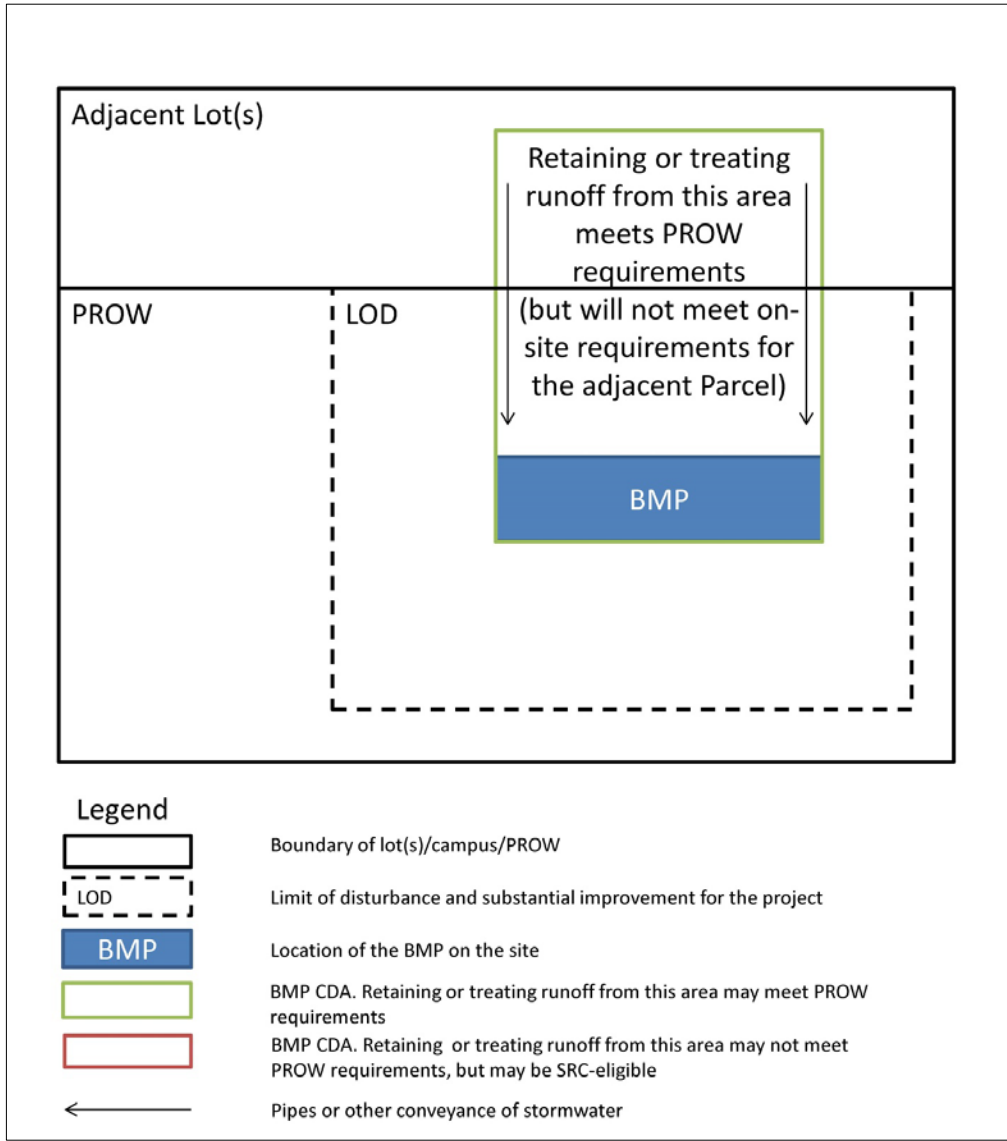 Adjacent Lot(s)
Retaining or treating
runoff from this area
meets PROW
requirements
(but will not meet on-
site requirements for
the adjacent Parcel)
PROW
LOD
BMP
Legend
Boundary of lot(s)/campus/PROW
LOD
Limit of disturbance and substantial improvement for the project
BMP
Location of the BMP on the site
BMP CDA. Retaining or treating runoff from this area may meet PROW
requirements
BMP CDA. Retaining or treating runoff from this area may not meet
PROW requirements, but may be SRC-eligible
Pipes or other conveyance of stormwater